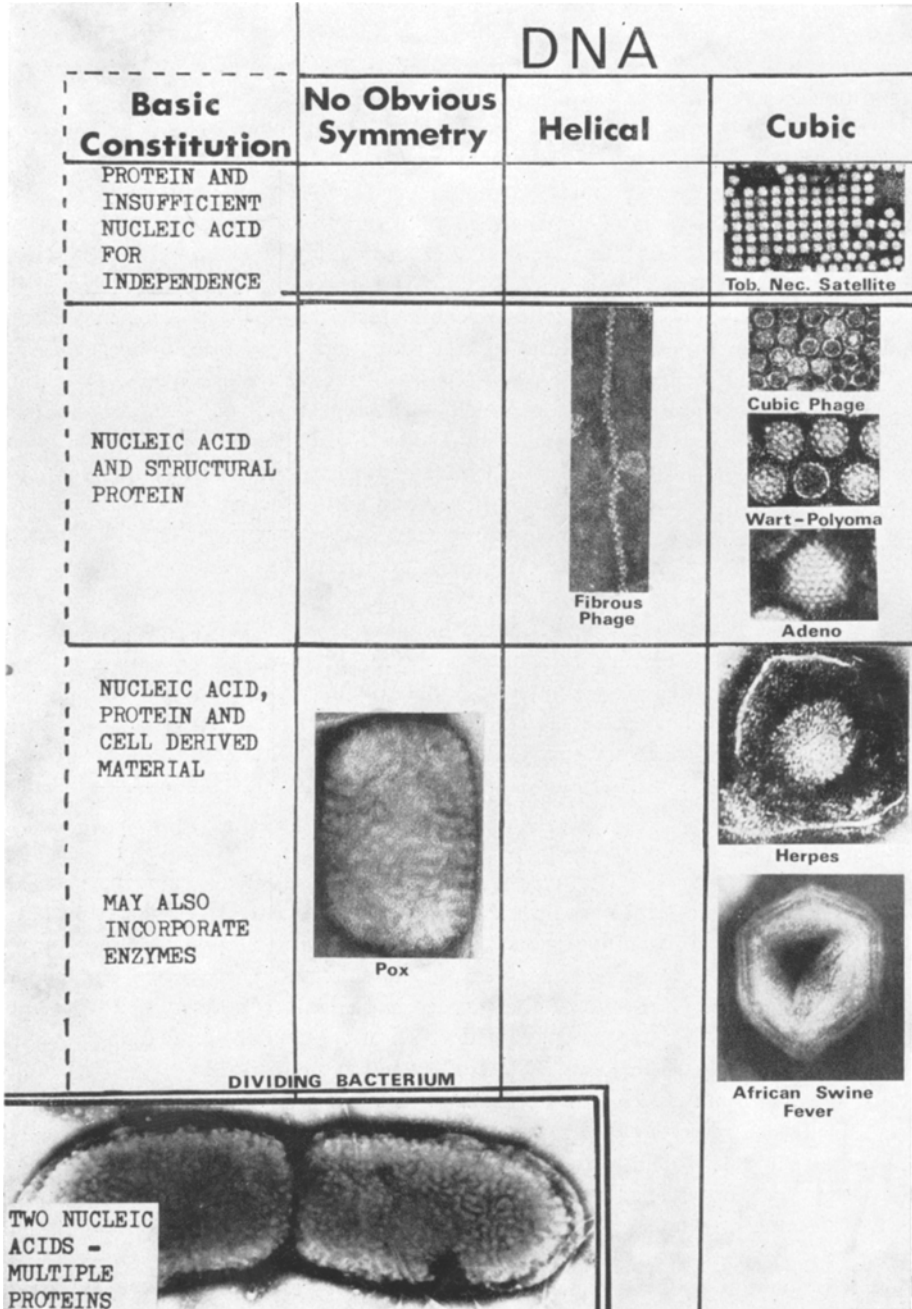 DNA
Basic
Constitution
No Obvious
Symmetry
Helical
Cubic
PROTEIN AND
INSUFFICIENT
NUCLEIC ACID
FOR
INDEPENDENCE
Tob. Nec. Satellite
NUCLEIC ACID
AND STRUCTURAL
PROTEIN
Fibrous
Phage
Cubic Phage
Wart-Polyoma
Adeno
NUCLEIC ACID,
PROTEIN AND
CELL DERIVED
MATERIAL
MAY ALSO
INCORPORATE
ENZYMES
Pox
Herpes
African Swine
Fever
DIVIDING BACTERIUM
TWO NUCLEIC
ACIDS -
MULTIPLE
PROTEINS